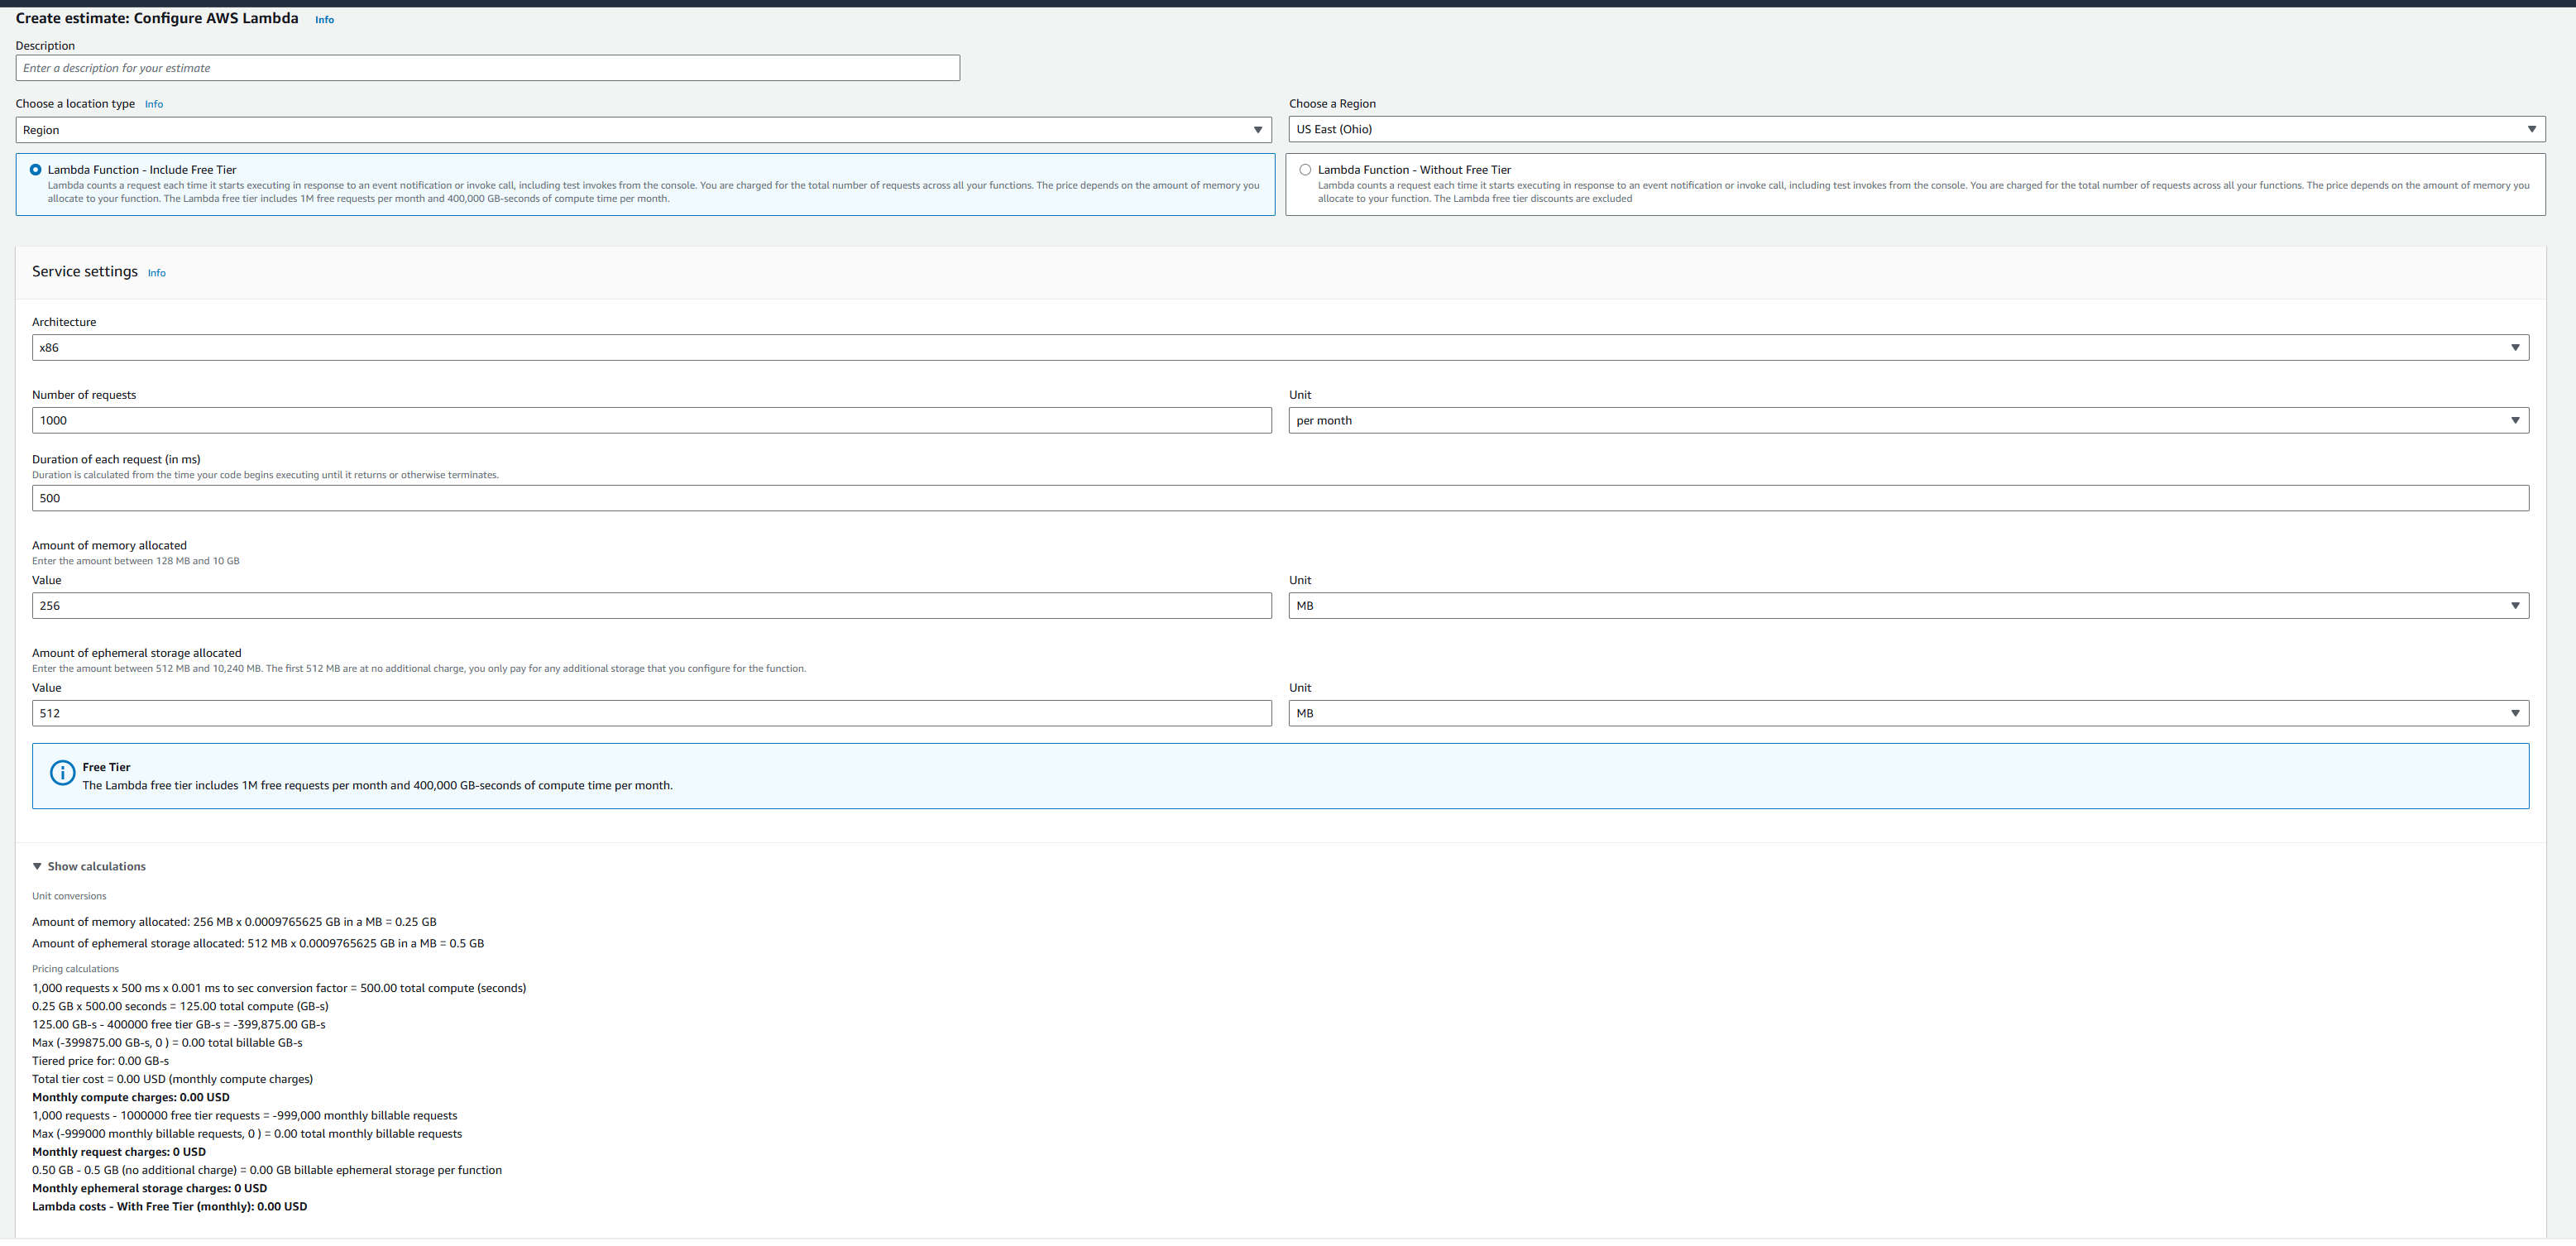 Create estimate: Configure AWS Lambda Info
Description
Enter a description for your estimate
Choose a location type Info
Region
Choose a Region
US East (Ohio)
Lambda Function - Include Free Tier
Lambda counts a request each time it starts executing in response to an event notification or invoke call, including test invokes from the console. You are charged for the total number of requests across all your functions. The price depends on the amount of memory you
allocate to your function. The Lambda free tier includes 1M free requests per month and 400,000 GB-seconds of compute time per month.
Lambda Function - Without Free Tier
Lambda counts a request each time it starts executing in response to an event notification or invoke call, including test invokes from the console. You are charged for the total number of requests across all your functions. The price depends on the amount of memory you
allocate to your function. The Lambda free tier discounts are excluded
Service settings Info
Architecture
x86
Number of requests
1000
Unit
per month
Duration of each request (in ms)
Duration is calculated from the time your code begins executing until it returns or otherwise terminates.
500
Amount of memory allocated
Enter the amount between 128 MB and 10 GB
Value
256
Unit
MB
Amount of ephemeral storage allocated
Enter the amount between 512 MB and 10,240 MB. The first 512 MB are at no additional charge, you only pay for any additional storage that you configure for the function.
Value
512
Unit
MB
Free Tier
The Lambda free tier includes 1M free requests per month and 400,000 GB-seconds of compute time per month.
Show calculations
Unit conversions
Amount of memory allocated: 256 MB x 0.0009765625 GB in a MB = 0.25 GB
Amount of ephemeral storage allocated: 512 MB x 0.0009765625 GB in a MB = 0.5 GB
Pricing calculations
1,000 requests x 500 ms x 0.001 ms to sec conversion factor = 500.00 total compute (seconds)
0.25 GB x 500.00 seconds = 125.00 total compute (GB-s)
125.00 GB-s - 400000 free tier GB-s = -399,875.00 GB-s
Max (-399875.00 GB-s, 0 ) = 0.00 total billable GB-s
Tiered price for: 0.00 GB-s
Total tier cost = 0.00 USD (monthly compute charges)
Monthly compute charges: 0.00 USD
1,000 requests - 1000000 free tier requests = -999,000 monthly billable requests
Max (-999000 monthly billable requests, 0 ) = 0.00 total monthly billable requests
Monthly request charges: 0 USD
0.50 GB - 0.5 GB (no additional charge) = 0.00 GB billable ephemeral storage per function
Monthly ephemeral storage charges: 0 USD
Lambda costs - With Free Tier (monthly): 0.00 USD